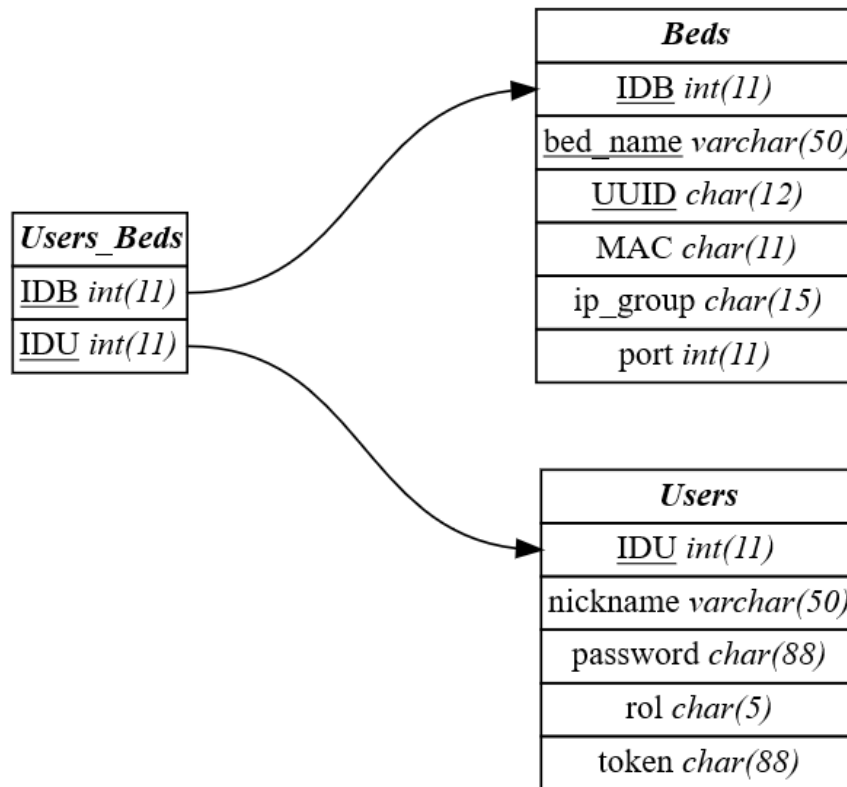 Beds
IDB int(11)
bed_name varchar(50)
UUID char(12)
MAC char(11)
ip_group char(15)
port int(11)
Users_Beds
IDB int(11)
IDU int(11)
Users
IDU int(11)
nickname varchar(50)
password char(88)
rol char(5)
token char(88)